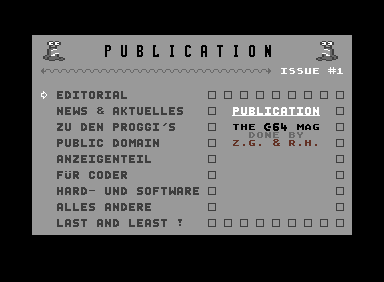 PUBLICATION
ISSUE #1
EDITORIAL
NEWS & AKTUELLES
ZU DEN PROGGI'S
PUBLIC DOMAIN
ANZEIGENTEIL
FüR CODER
HARD- UND SOFTWARE
ALLES ANDERE
LAST AND LEAST !
PUBLICATION
THE C64 MAG
DONE BY
Z.G. & R.H.